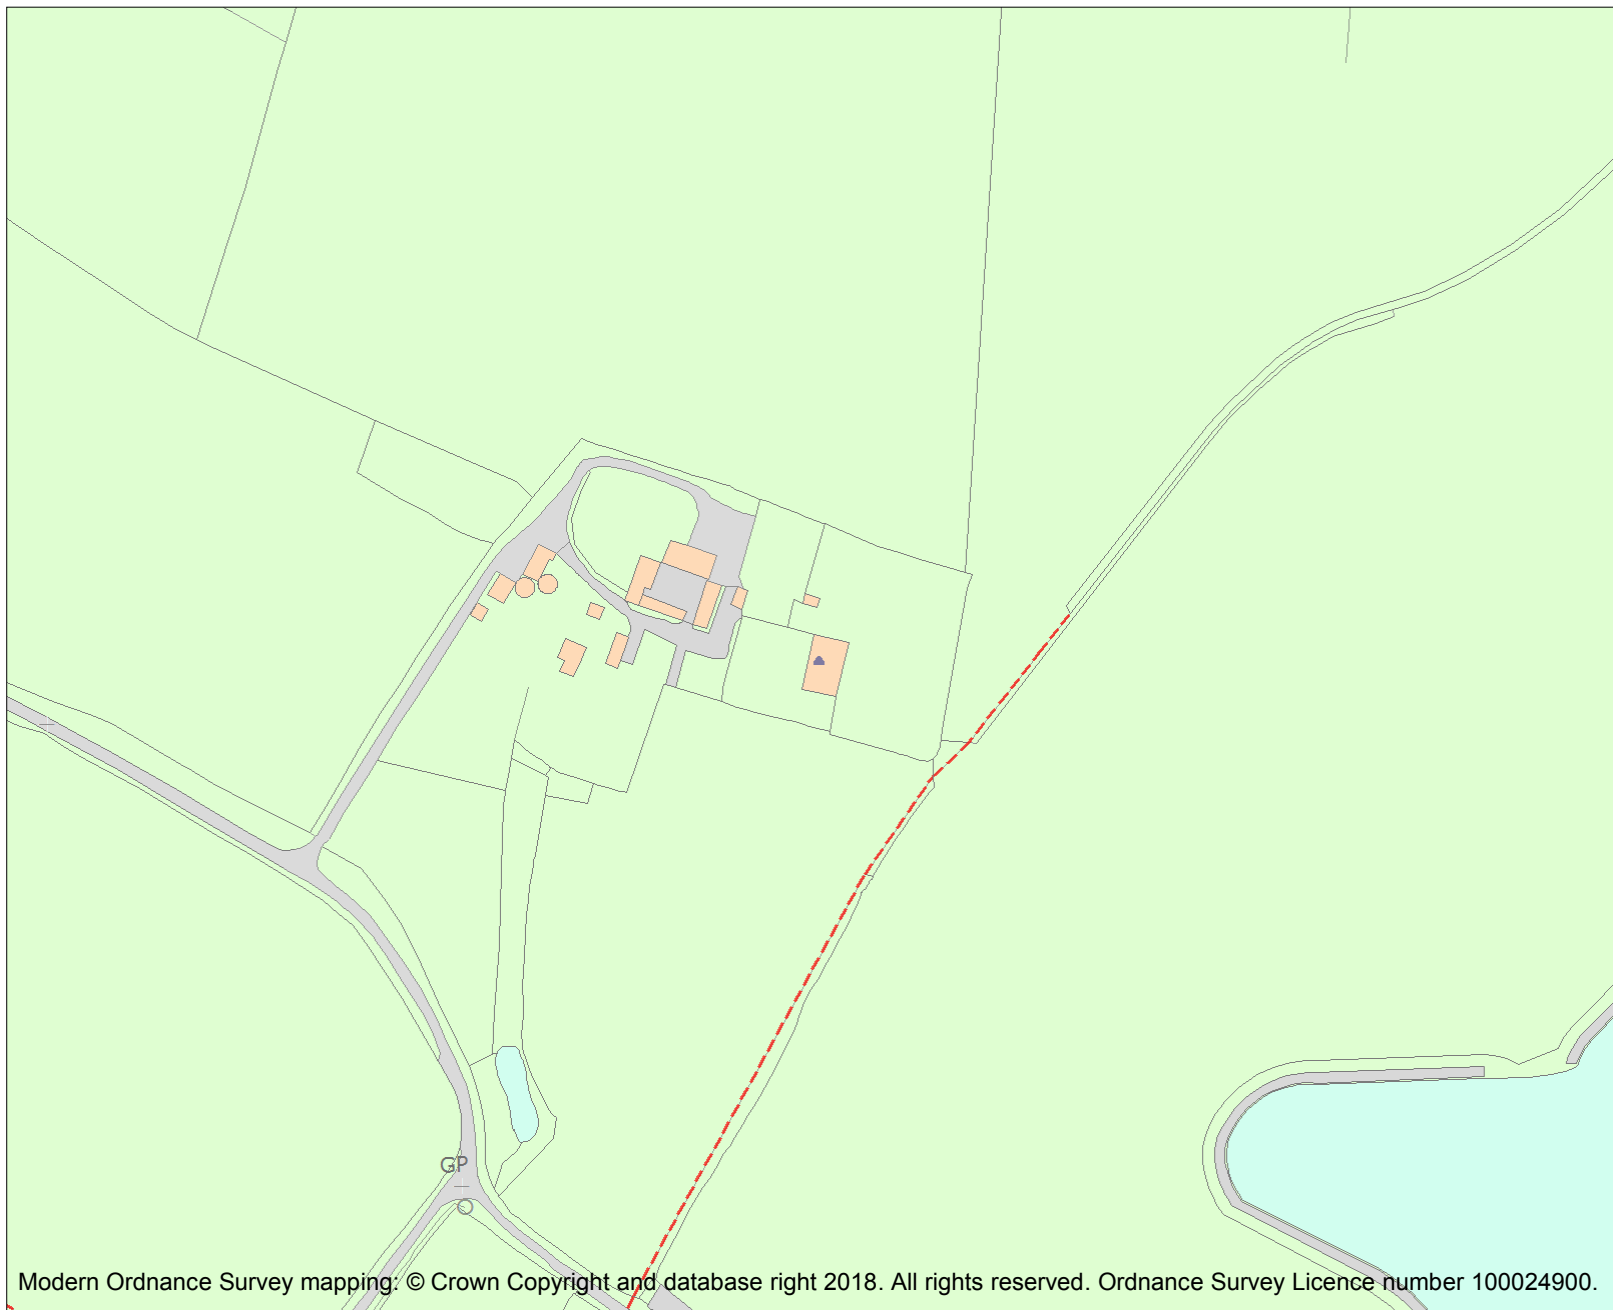 GP
Modern Ordnance Survey mapping: © Crown Copyright and database right 2018. All rights reserved. Ordnance Survey Licence number 100024900.